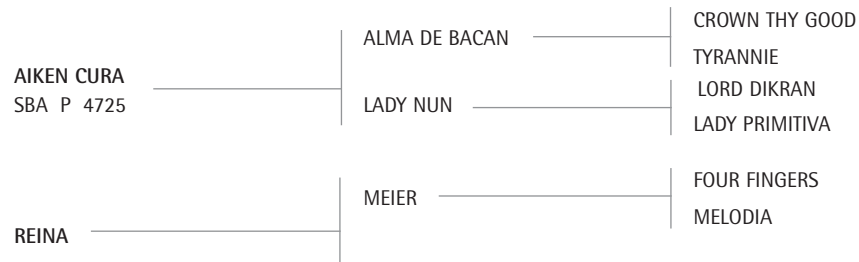 CROWN THY GOOD
ALMA DE BACAN
TYRANNIE
AIKEN CURA
SBA P 4725
LORD DIKRAN
LADY NUN
LADY PRIMITIVA
FOUR FINGERS
MEIER
MELODIA
REINA